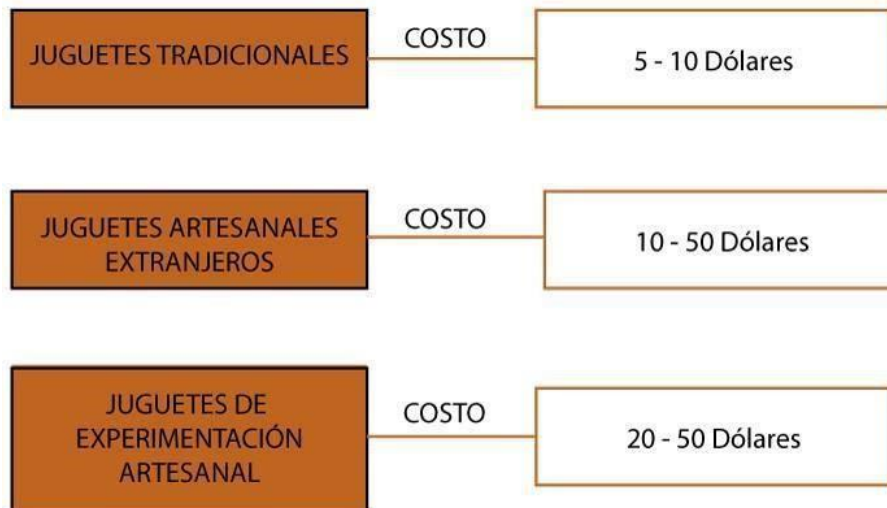 JUGUETES TRADICIONALES
COSTO
5 - 10 Dólares
JUGUETES ARTESANALES
EXTRANJEROS
COSTO
10 - 50 Dólares
JUGUETES DE
EXPERIMENTACIÓN
ARTESANAL
COSTO
20 - 50 Dólares